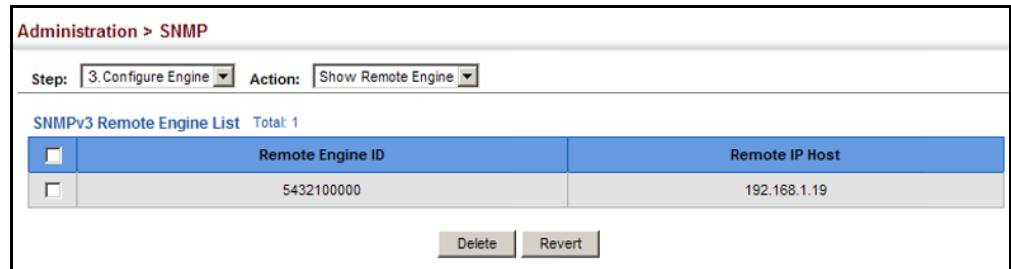 Administration > SNMP
Step: 3. Configure Engine Action: Show Remote Engine
SNMPv3 Remote Engine List Total: 1
Remote Engine ID Remote IP Host
5432100000 192.168.1.19
Delete Revert